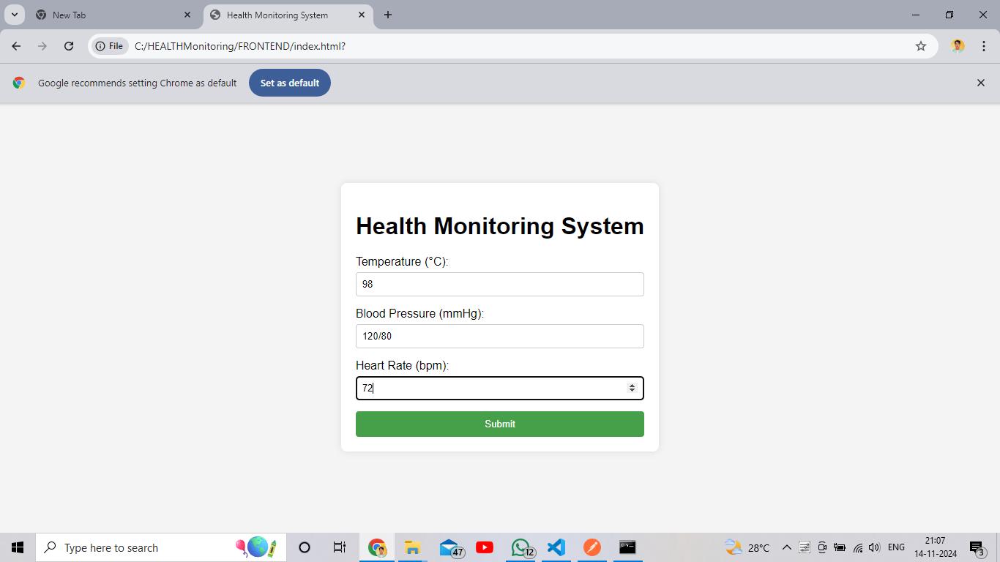 New Tab
Health Monitoring System
File
C:/HEALTHMonitoring/FRONTEND/index.html?
Google recommends setting Chrome as default
Set as default
Health Monitoring System
Temperature (°C):
98
Blood Pressure (mmHg):
120/80
Heart Rate (bpm):
72
Submit
Type here to search
47
12
28°C
ENG
21:07
14-11-2024
3